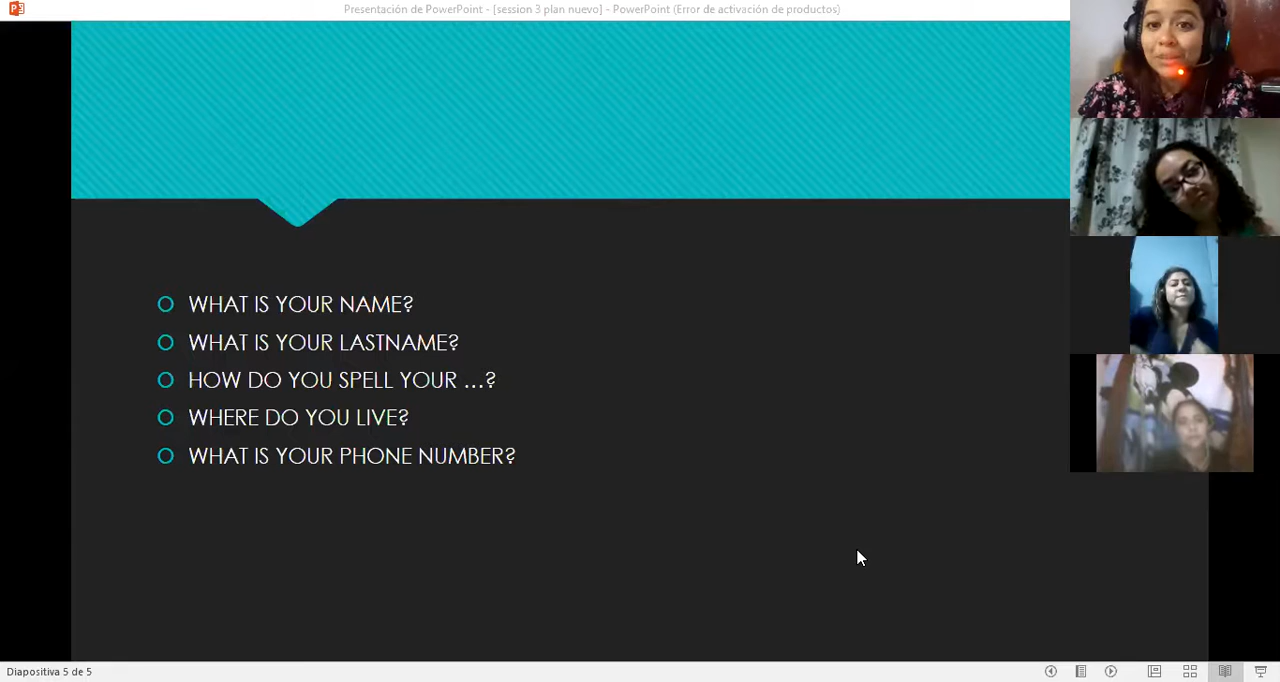 Presentación de PowerPoint - [session 3 plan nuevo] - PowerPoint (Error de activación de productos)
WHAT IS YOUR NAME?
WHAT IS YOUR LASTNAME?
HOW DO YOU SPELL YOUR ...?
WHERE DO YOU LIVE?
WHAT IS YOUR PHONE NUMBER?
Diapositiva 5 de 5